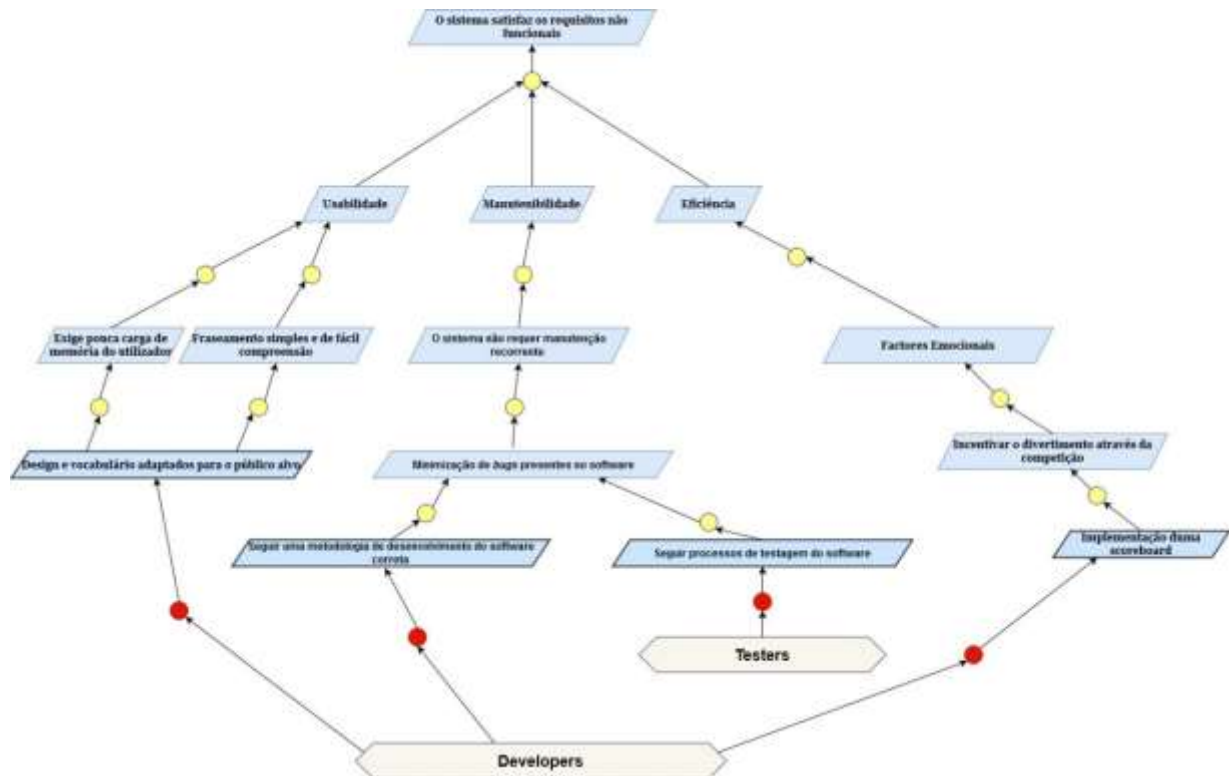 O sistema satisfaz os requisitos não
funcionais
Usabilidade
Manutenibilidade
Eficiência
Exige pouca carga de
memória do utilizador
Fraseamento simples e de fácil
compreensão
O sistema não requer manutenção
recorrente
Factores Emocionais
Incentivar o divertimento através da
competição
Design e vocabulário adaptados para o público alvo
Minimização de bugs presentes no software
Seguir uma metodologia de desenvolvimento do software
correta
Seguir processos de testagem do software
Implementação duma
scoreboard
Testers
Developers